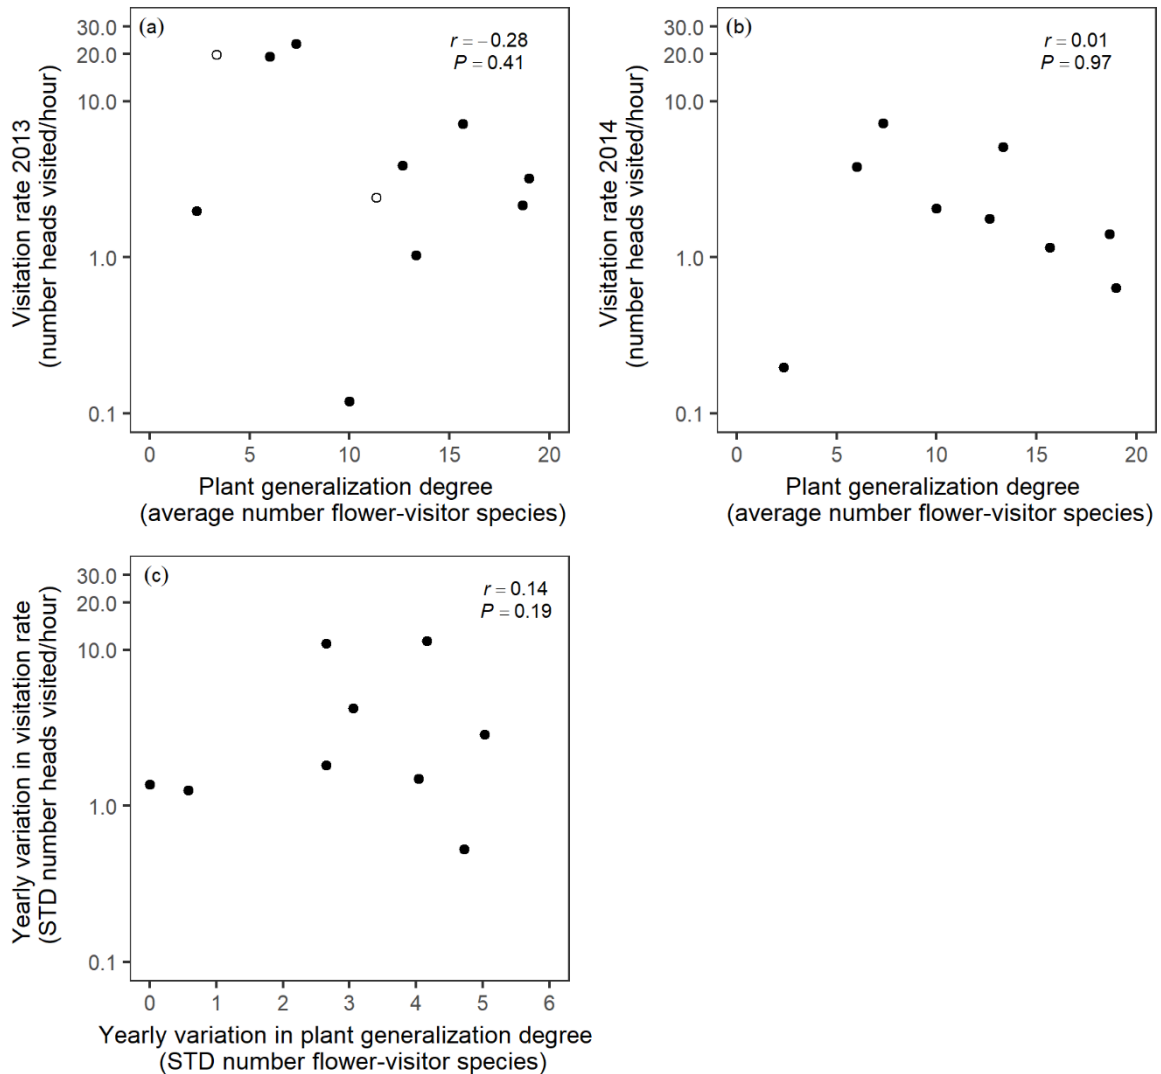 (a)
r = −0.28
P = 0.41
30.0
20.0
10.0
1.0
0.1
Visitation rate 2013
(number heads visited/hour)
0 5 10 15 20
Plant generalization degree
(average number flower-visitor species)
(b)
r = 0.01
P = 0.97
30.0
20.0
10.0
1.0
0.1
Visitation rate 2014
(number heads visited/hour)
0 5 10 15 20
Plant generalization degree
(average number flower-visitor species)
(c)
r = 0.14
P = 0.19
30.0
20.0
10.0
1.0
0.1
Yearly variation in visitation rate
(STD number heads visited/hour)
0 1 2 3 4 5 6
Yearly variation in plant generalization degree
(STD number flower-visitor species)